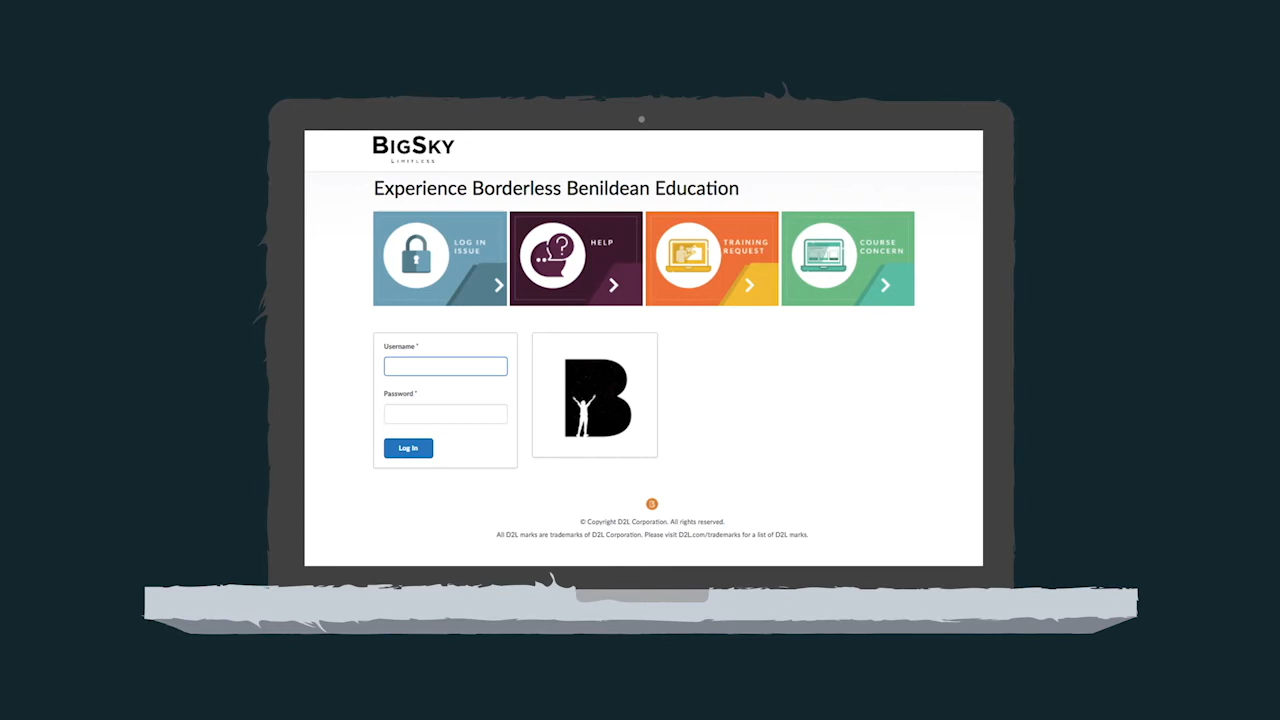 BIGSKY
LIMITLESS
Experience Borderless Benildean Education
LOG IN
ISSUE
HELP
TRAINING
REQUEST
COURSE
CONCERN
Username *
Password *
Log In
B
© Copyright D2L Corporation. All rights reserved.
All D2L marks are trademarks of D2L Corporation. Please visit D2L.com/trademarks for a list of D2L marks.